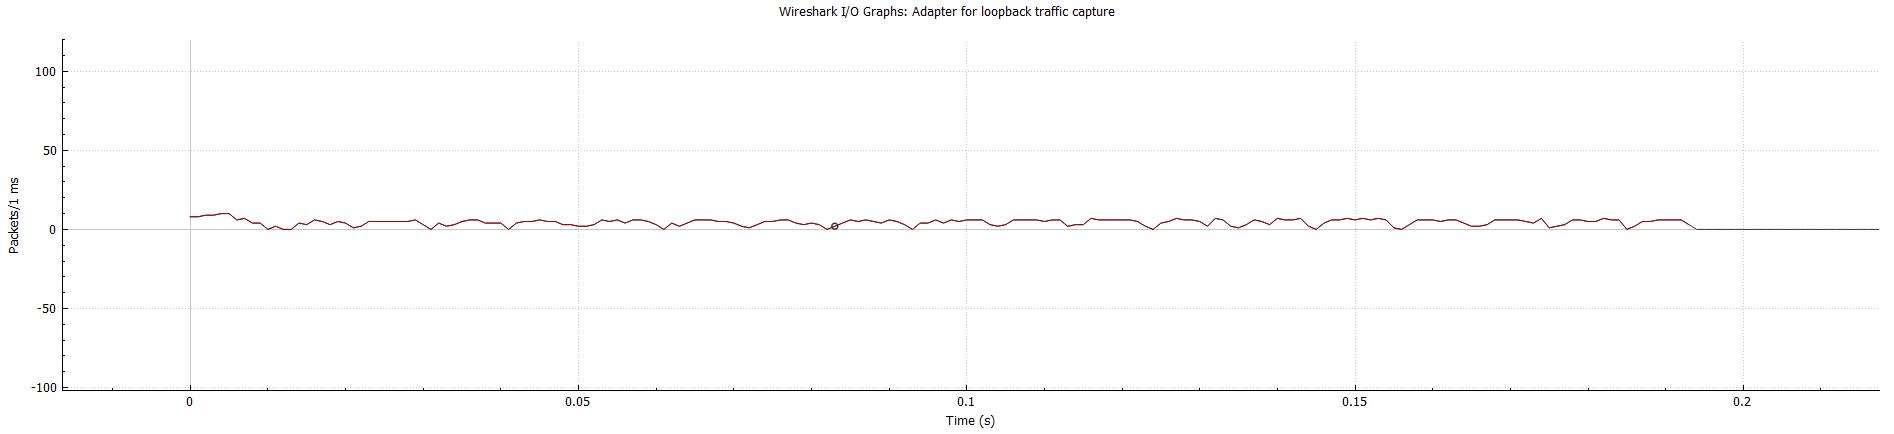 Wireshark I/O Graphs: Adapter for loopback traffic capture
100
50
0
-50
-100
Packets/1 ms
0 0.05 0.1 0.15 0.2
Time (s)